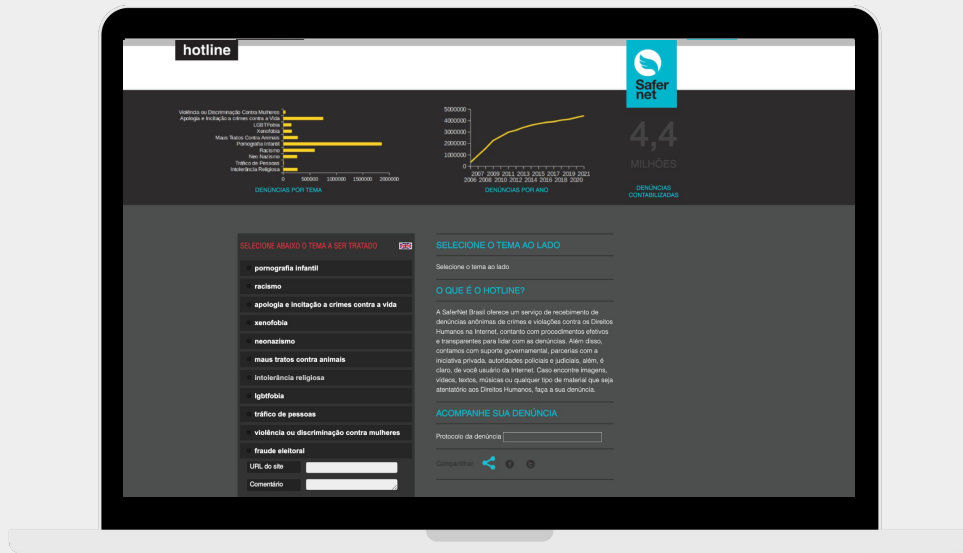 hotline
Safer
net
Violência ou Discriminação Contra Mulheres
Apologia e Incitação a crimes contra a Vida
LGBTFobia
Xenofobia
Maus Tratos Contra Animais
Pornografia Infantil
Racismo
Neo Nazismo
Tráfico de Pessoas
Intolerância Religiosa
0 500000 1000000 1500000 2000000
DENÚNCIAS POR TEMA
5000000
4000000
3000000
2000000
1000000
0
2007 2009 2011 2013 2015 2017 2019 2021
2006 2008 2010 2012 2014 2016 2018 2020
DENÚNCIAS POR ANO
4,4
MILHÕES
DENÚNCIAS
CONTABILIZADAS
SELECIONE ABAIXO O TEMA A SER TRATADO
pornografia infantil
racismo
apologia e incitação a crimes contra a vida
xenofobia
neonazismo
maus tratos contra animais
intolerância religiosa
lgbtfobia
tráfico de pessoas
violência ou discriminação contra mulheres
fraude eleitoral
URL do site
Comentário
SELECIONE O TEMA AO LADO
Selecione o tema ao lado
O QUE É O HOTLINE?
A SaferNet Brasil oferece um serviço de recebimento de
denúncias anônimas de crimes e violações contra os Direitos
Humanos na Internet, contanto com procedimentos efetivos
e transparentes para lidar com as denúncias. Além disso,
contamos com suporte governamental, parcerias com a
iniciativa privada, autoridades policiais e judiciais, além, é
claro, de você usuário da Internet. Caso encontre imagens,
vídeos, textos, músicas ou qualquer tipo de material que seja
atentatório aos Direitos Humanos, faça a sua denúncia.
ACOMPANHE SUA DENÚNCIA
Protocolo da denúncia
Compartilhar